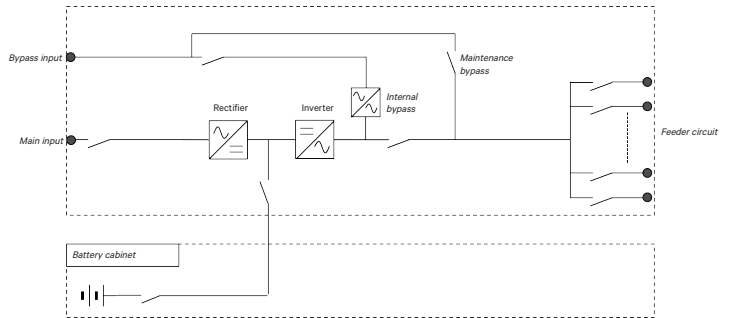 Bypass input
Maintenance
bypass
Rectifier
Inverter
Internal
bypass
Main input
Feeder circuit
Battery cabinet